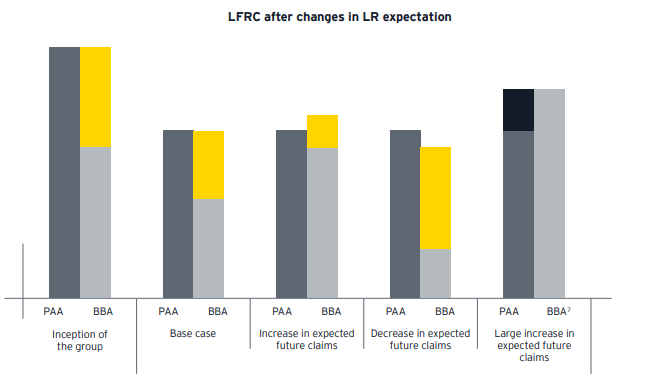 LFRC after changes in LR expectation
PAA BBA PAA BBA PAA BBA PAA BBA PAA BBA⁷
Inception of
the group
Base case
Increase in expected
future claims
Decrease in expected
future claims
Large increase in
expected future
claims